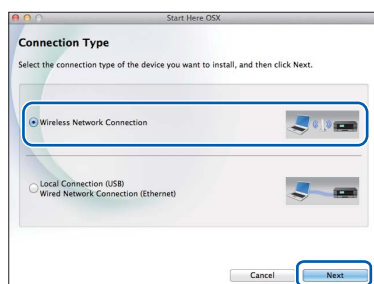 Start Here OSX
Connection Type
Select the connection type of the device you want to install, and then click Next.
Wireless Network Connection
Local Connection (USB)
Wired Network Connection (Ethernet)
Cancel
Next